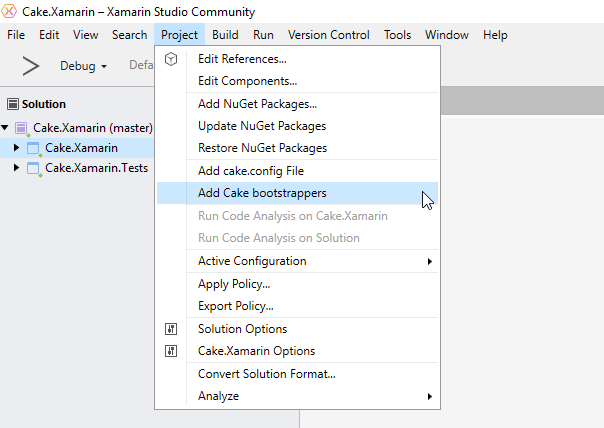 Cake.Xamarin – Xamarin Studio Community
File Edit View Search Project Build Run Version Control Tools Window Help
Debug Defa
Solution
Cake.Xamarin (master)
Cake.Xamarin
Cake.Xamarin.Tests
Edit References...
Edit Components...
Add NuGet Packages...
Update NuGet Packages
Restore NuGet Packages
Add cake.config File
Add Cake bootstrappers
Run Code Analysis on Cake.Xamarin
Run Code Analysis on Solution
Active Configuration
Apply Policy...
Export Policy...
Solution Options
Cake.Xamarin Options
Convert Solution Format...
Analyze